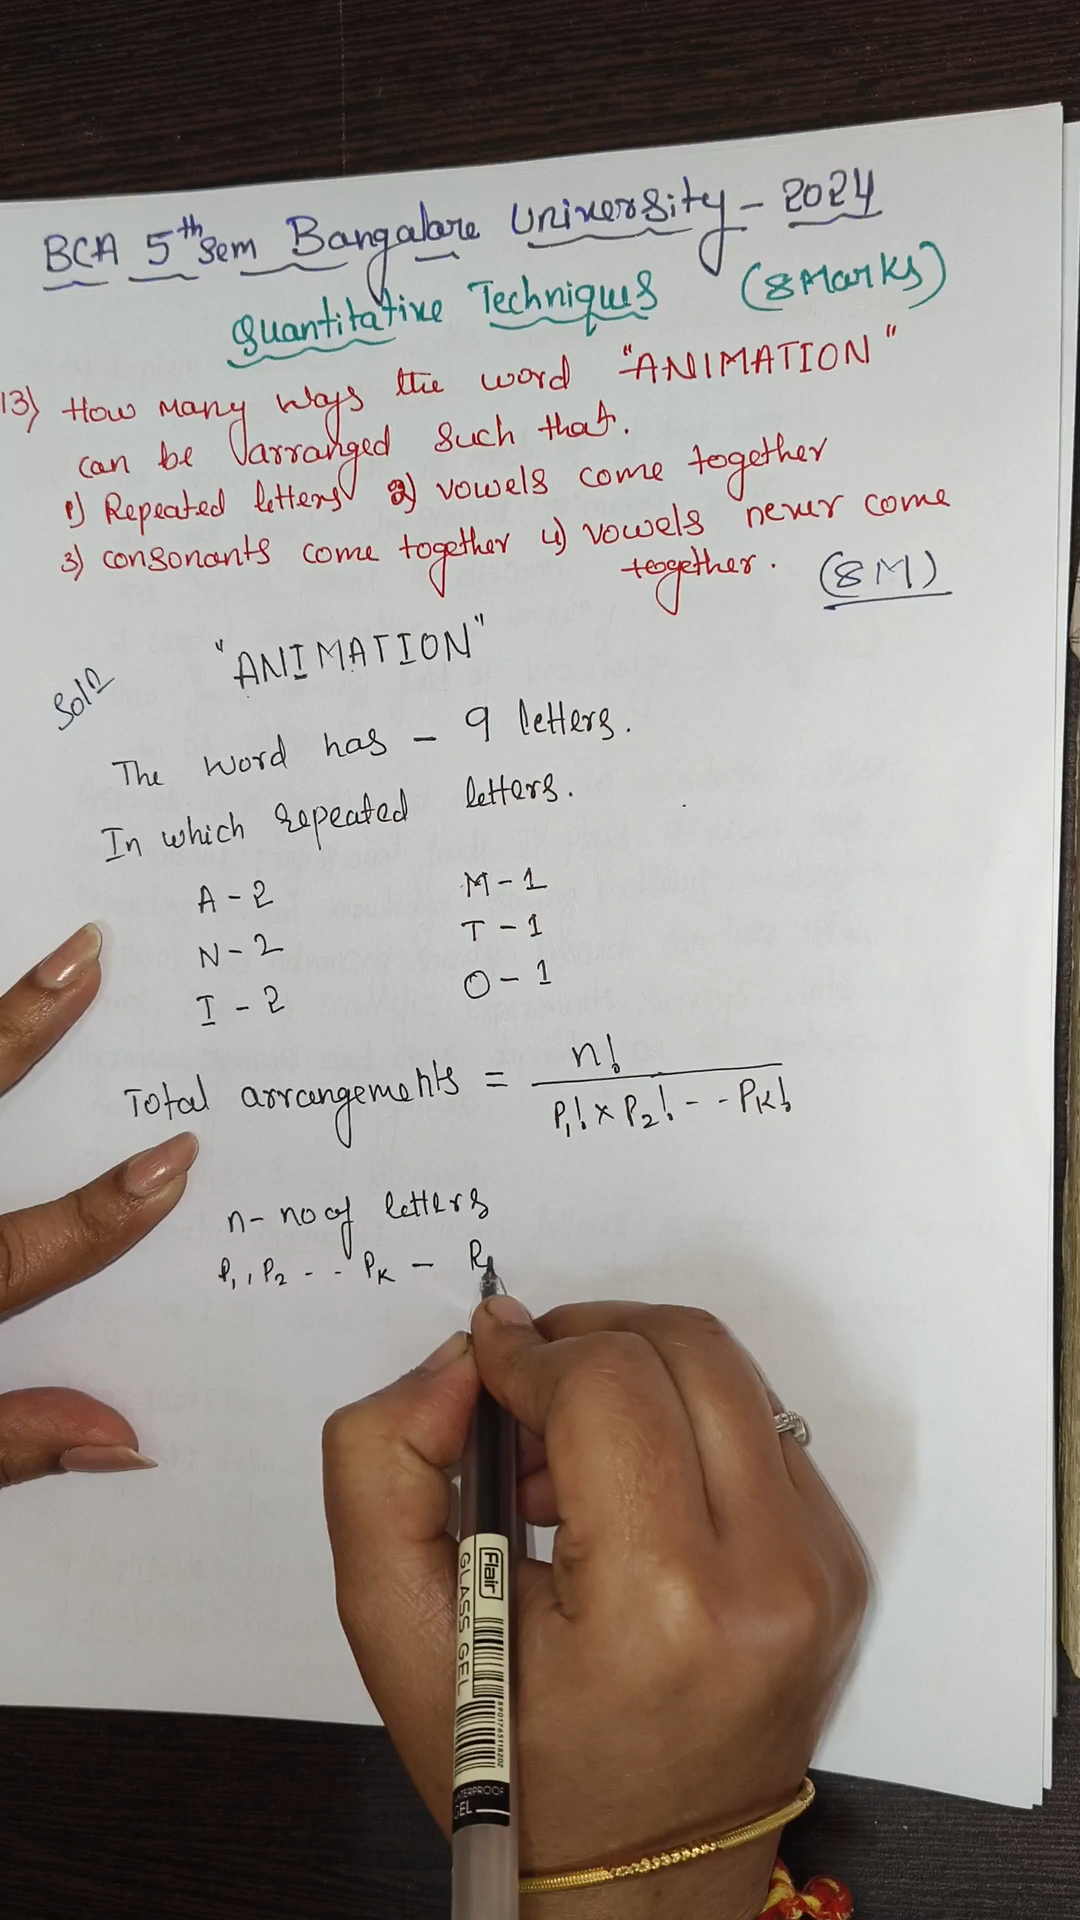 BCA 5th Sem Bangalore University - 2024
Quantitative Techniques (8 Marks)
13) How Many Ways the word "ANIMATION"
can be arranged such that.
1) Repeated letters 2) vowels come together
3) consonants come together 4) vowels never come
together. (8M)
Soln "ANIMATION"
The word has - 9 letters.
In which repeated letters.
A - 2 M - 1
N - 2 T - 1
I - 2 O - 1
Total arrangements = n! / P1! × P2! - - PK!
n - no of letters
P1, P2 - - PK - R
Flair
GLASS GEL
8901765118202
WATERPROOF
GEL